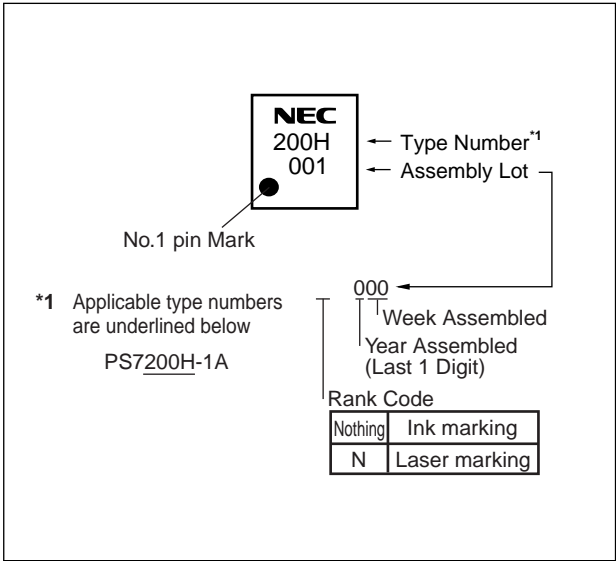 NEC
200H
001
Type Number*1
Assembly Lot
No.1 pin Mark
*1 Applicable type numbers
are underlined below
PS7200H-1A
000
Week Assembled
Year Assembled
(Last 1 Digit)
Rank Code
Nothing Ink marking
N Laser marking